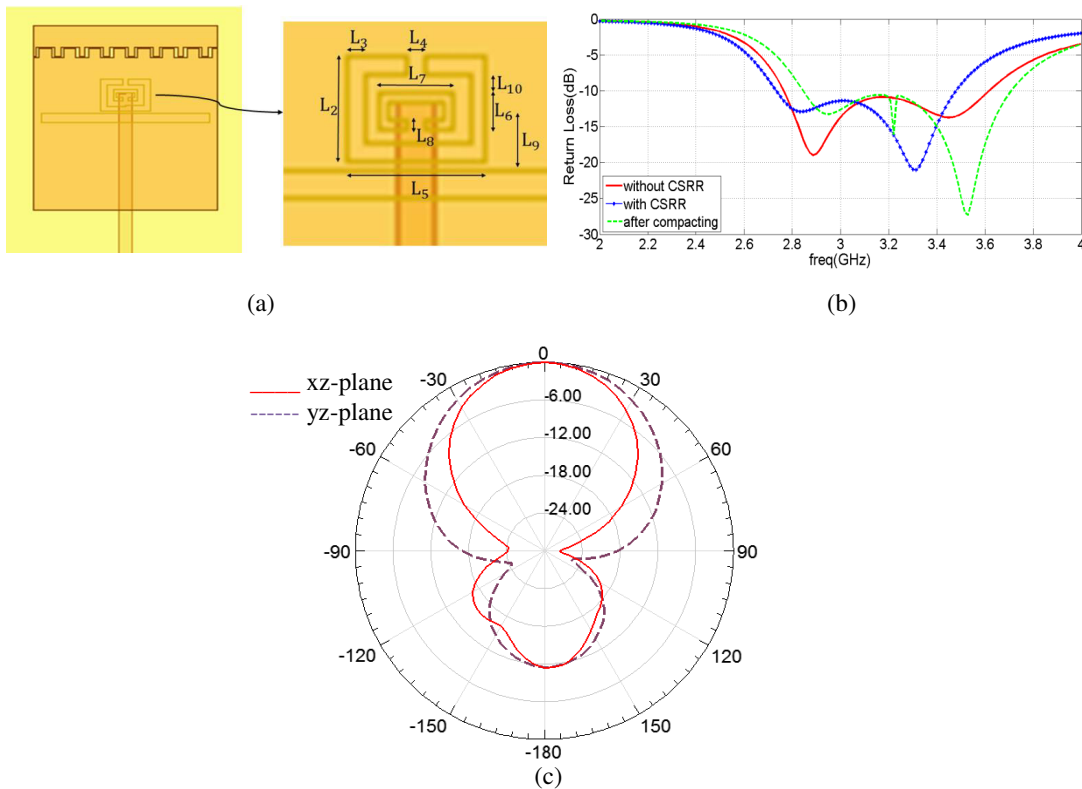 L3
L4
L7
L2
L10
L6
L8
L9
L5
(a)
0
-5
-10
-15
-20
-25
-30
Return Loss(dB)
without CSRR
with CSRR
after compacting
2 2.2 2.4 2.6 2.8 3 3.2 3.4 3.6 3.8 4
freq(GHz)
(b)
xz-plane
yz-plane
0
-30 30
-6.00
-60 60
-12.00
-18.00
-24.00
-90 90
-120 120
-150 150
-180
(c)